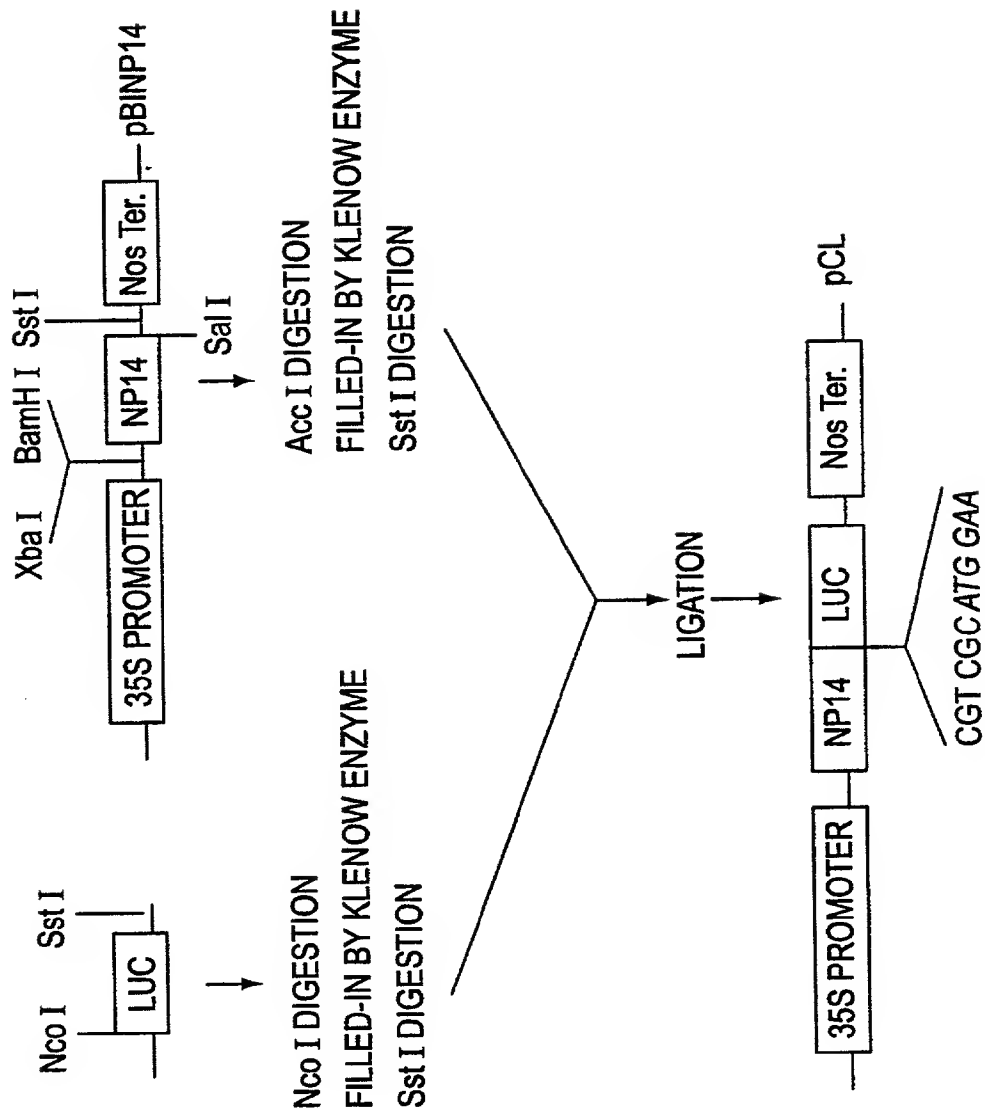 Nco I
Sst I
LUC
Nco I DIGESTION
FILLED-IN BY KLENOW ENZYME
Sst I DIGESTION
Xba I
BamH I
Sst I
35S PROMOTER
NP14
Nos Ter.
pBINP14
Sal I
Acc I DIGESTION
FILLED-IN BY KLENOW ENZYME
Sst I DIGESTION
LIGATION
35S PROMOTER
NP14
LUC
Nos Ter.
pCL
CGT CGC ATG GAA